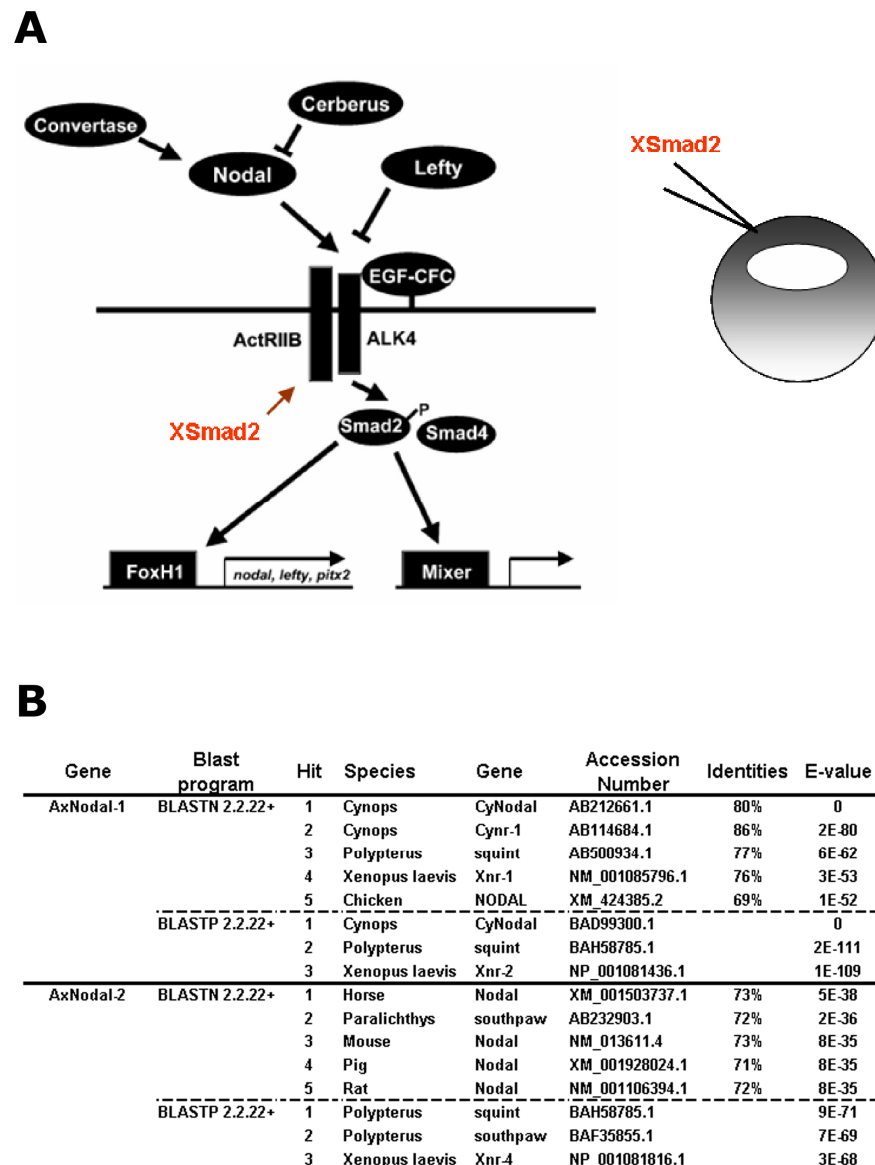 A
Convertase
Cerberus
Nodal
Lefty
XSmad2
EGF-CFC
ActRIIB
ALK4
XSmad2
Smad2
P
Smad4
FoxH1
nodal, lefty, pitx2
Mixer
B
Gene Blast program Hit Species Gene Accession Number Identities E-value
AxNodal-1 BLASTN 2.2.22+ 1 Cynops CyNodal AB212661.1 80% 0
2 Cynops Cynr-1 AB114684.1 86% 2E-80
3 Polypterus squint AB500934.1 77% 6E-62
4 Xenopus laevis Xnr-1 NM_001085796.1 76% 3E-53
5 Chicken NODAL XM_424385.2 69% 1E-52
BLASTP 2.2.22+ 1 Cynops CyNodal BAD99300.1 0
2 Polypterus squint BAH58785.1 2E-111
3 Xenopus laevis Xnr-2 NP_001081436.1 1E-109
AxNodal-2 BLASTN 2.2.22+ 1 Horse Nodal XM_001503737.1 73% 5E-38
2 Paralichthys southpaw AB232903.1 72% 2E-36
3 Mouse Nodal NM_013611.4 73% 8E-35
4 Pig Nodal XM_001928024.1 71% 8E-35
5 Rat Nodal NM_001106394.1 72% 8E-35
BLASTP 2.2.22+ 1 Polypterus squint BAH58785.1 9E-71
2 Polypterus southpaw BAF35855.1 7E-69
3 Xenopus laevis Xnr-4 NP_001081816.1 3E-68